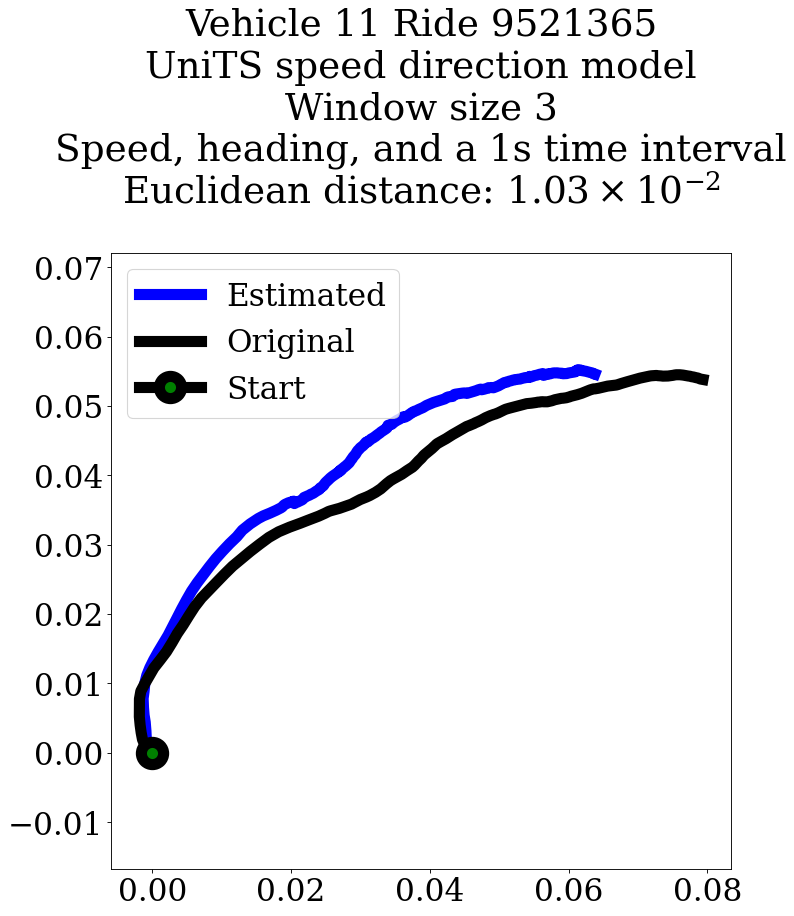 Vehicle 11 Ride 9521365
UniTS speed direction model
Window size 3
Speed, heading, and a 1s time interval
Euclidean distance: 1.03 × 10⁻²
0.07
0.06
0.05
0.04
0.03
0.02
0.01
0.00
−0.01
Estimated
Original
Start
0.00 0.02 0.04 0.06 0.08